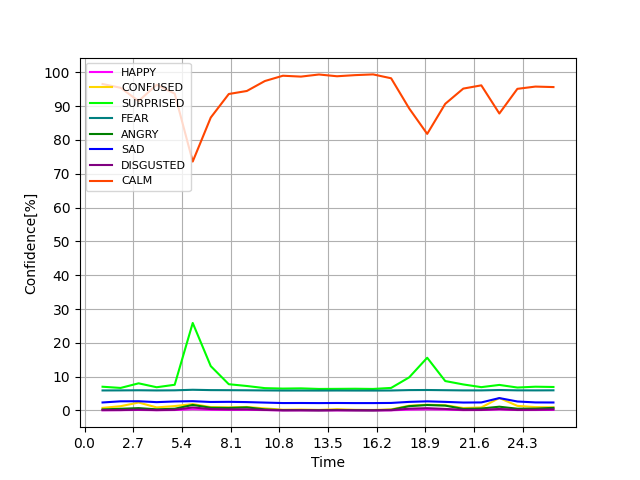 100
90
80
70
60
50
40
30
20
10
0
Confidence[%]
HAPPY
CONFUSED
SURPRISED
FEAR
ANGRY
SAD
DISGUSTED
CALM
0.0 2.7 5.4 8.1 10.8 13.5 16.2 18.9 21.6 24.3
Time